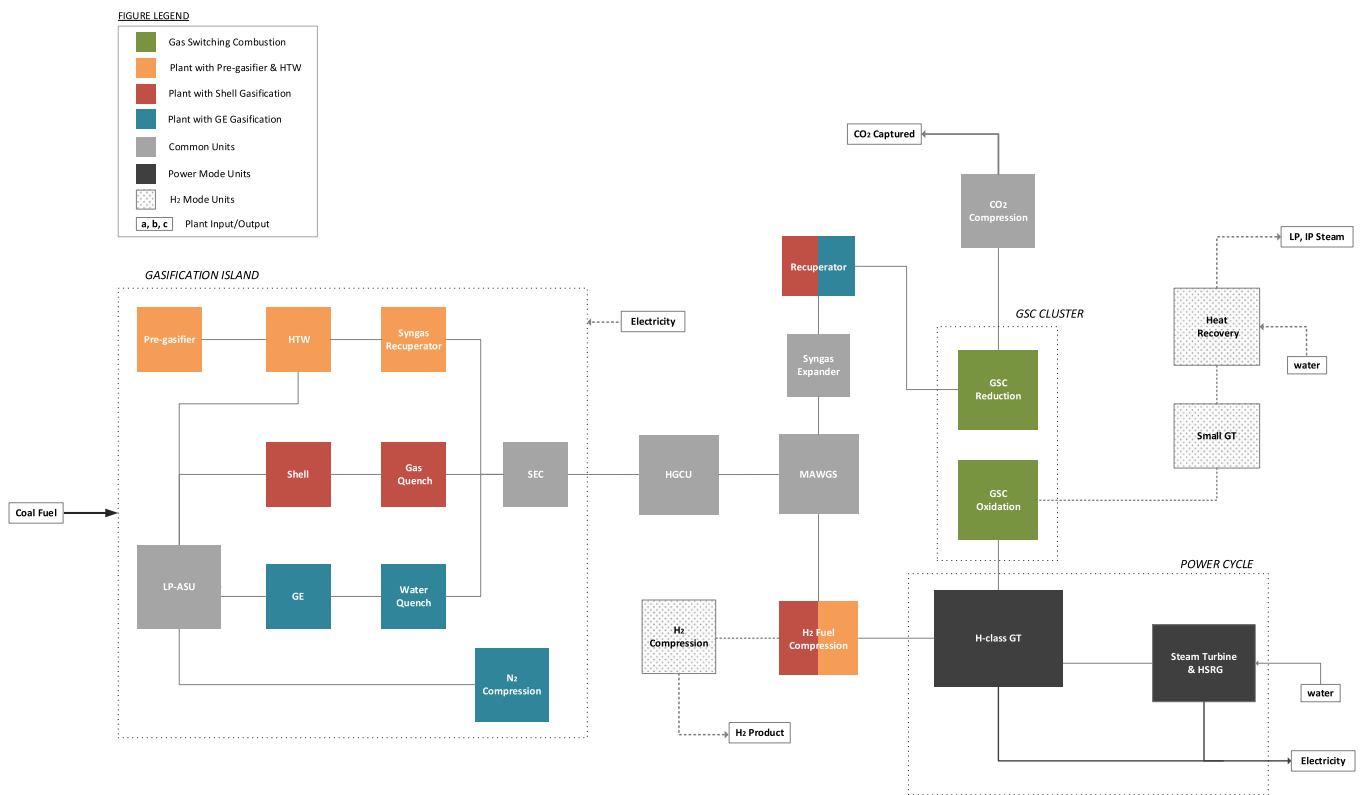 FIGURE LEGEND
Gas Switching Combustion
Plant with Pre-gasifier & HTW
Plant with Shell Gasification
Plant with GE Gasification
Common Units
Power Mode Units
H2 Mode Units
a, b, c
Plant Input/Output
CO2 Captured
CO2
Compression
LP, IP Steam
Recuperator
GASIFICATION ISLAND
Electricity
GSC CLUSTER
Heat
Recovery
water
Pre-gasifier
HTW
Syngas
Recuperator
Syngas
Expander
GSC
Reduction
Small GT
Shell
Gas
Quench
SEC
HGCU
MAWGS
GSC
Oxidation
Coal Fuel
LP-ASU
GE
Water
Quench
POWER CYCLE
H2
Compression
H2 Fuel
Compression
H-class GT
Steam Turbine
& HSRG
water
N2
Compression
H2 Product
Electricity